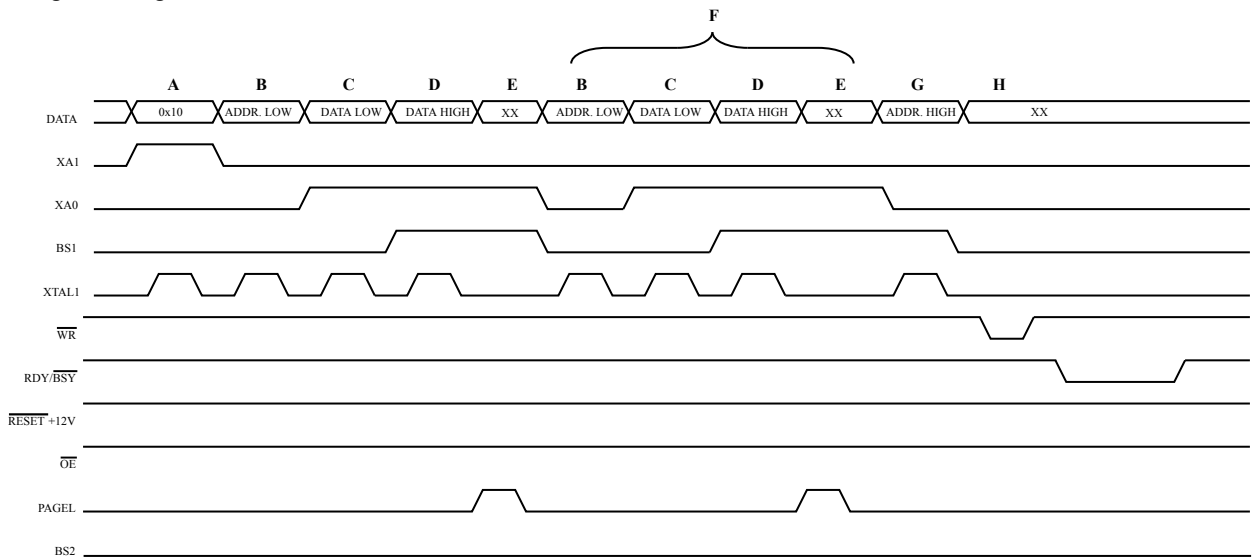 F
A B C D E B C D E G H
DATA 0x10 ADDR. LOW DATA LOW DATA HIGH XX ADDR. LOW DATA LOW DATA HIGH XX ADDR. HIGH XX
XA1
XA0
BS1
XTAL1
WR
RDY/BSY
RESET +12V
OE
PAGEL
BS2